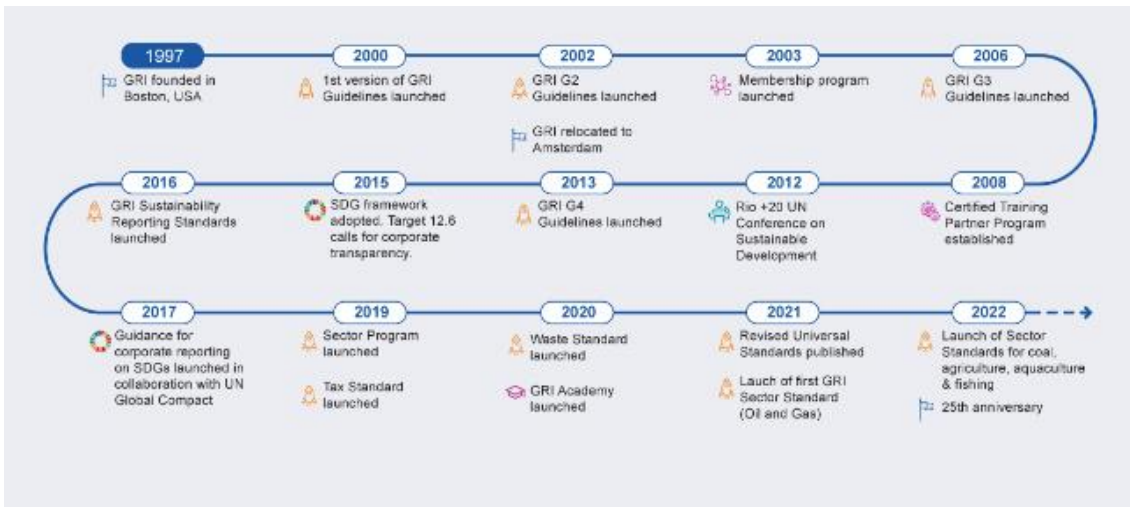 1997
GRI founded in
Boston, USA
2000
1st version of GRI
Guidelines launched
2002
GRI G2
Guidelines launched
GRI relocated to
Amsterdam
2003
Membership program
launched
2006
GRI G3
Guidelines launched
2008
Certified Training
Partner Program
established
2012
Rio +20 UN
Conference on
Sustainable
Development
2013
GRI G4
Guidelines launched
2015
SDG framework
adopted. Target 12.6
calls for corporate
transparency.
2016
GRI Sustainability
Reporting Standards
launched
2017
Guidance for
corporate reporting
on SDGs launched in
collaboration with UN
Global Compact
2019
Sector Program
launched
Tax Standard
launched
2020
Waste Standard
launched
GRI Academy
launched
2021
Revised Universal
Standards published
Lauch of first GRI
Sector Standard
(Oil and Gas)
2022
Launch of Sector
Standards for coal,
agriculture, aquaculture
& fishing
25th anniversary